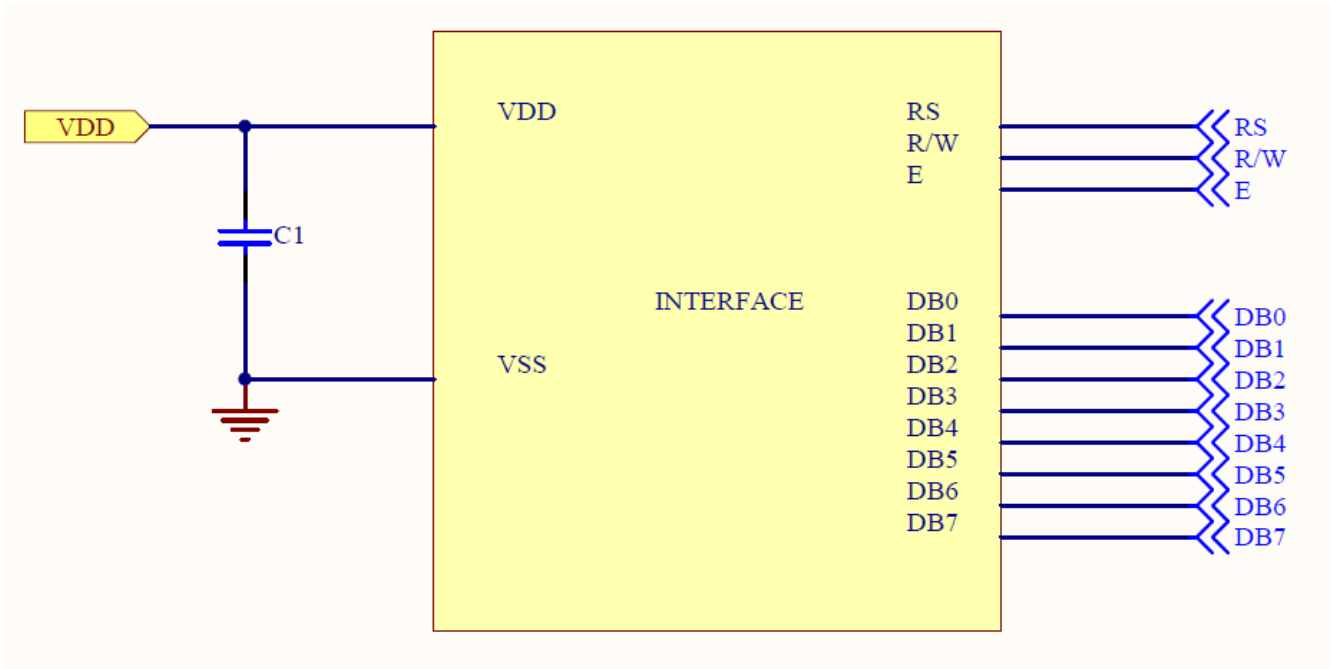 VDD
C1
VDD
VSS
INTERFACE
RS
R/W
E
DB0
DB1
DB2
DB3
DB4
DB5
DB6
DB7
RS
R/W
E
DB0
DB1
DB2
DB3
DB4
DB5
DB6
DB7